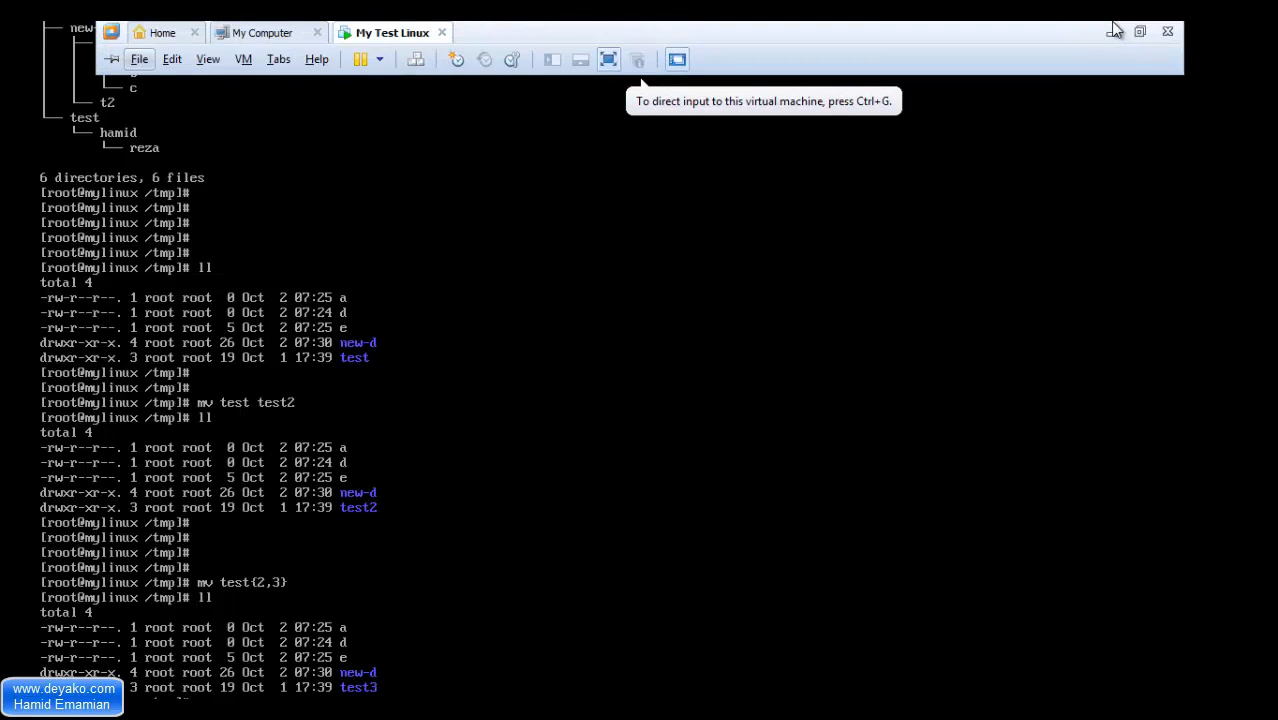 new-
Home
My Computer
My Test Linux
File Edit View VM Tabs Help
To direct input to this virtual machine, press Ctrl+G.
c
t2
test
hamid
reza
6 directories, 6 files
[root@mylinux /tmp]#
[root@mylinux /tmp]#
[root@mylinux /tmp]#
[root@mylinux /tmp]#
[root@mylinux /tmp]#
[root@mylinux /tmp]# ll
total 4
-rw-r--r--. 1 root root  0 Oct  2 07:25 a
-rw-r--r--. 1 root root  0 Oct  2 07:24 d
-rw-r--r--. 1 root root  5 Oct  2 07:25 e
drwxr-xr-x. 4 root root 26 Oct  2 07:30 new-d
drwxr-xr-x. 3 root root 19 Oct  1 17:39 test
[root@mylinux /tmp]#
[root@mylinux /tmp]#
[root@mylinux /tmp]# mv test test2
[root@mylinux /tmp]# ll
total 4
-rw-r--r--. 1 root root  0 Oct  2 07:25 a
-rw-r--r--. 1 root root  0 Oct  2 07:24 d
-rw-r--r--. 1 root root  5 Oct  2 07:25 e
drwxr-xr-x. 4 root root 26 Oct  2 07:30 new-d
drwxr-xr-x. 3 root root 19 Oct  1 17:39 test2
[root@mylinux /tmp]#
[root@mylinux /tmp]#
[root@mylinux /tmp]#
[root@mylinux /tmp]#
[root@mylinux /tmp]# mv test{2,3}
[root@mylinux /tmp]# ll
total 4
-rw-r--r--. 1 root root  0 Oct  2 07:25 a
-rw-r--r--. 1 root root  0 Oct  2 07:24 d
-rw-r--r--. 1 root root  5 Oct  2 07:25 e
drwxr-xr-x. 4 root root 26 Oct  2 07:30 new-d
3 root root 19 Oct  1 17:39 test3
www.deyako.com
Hamid Emamian